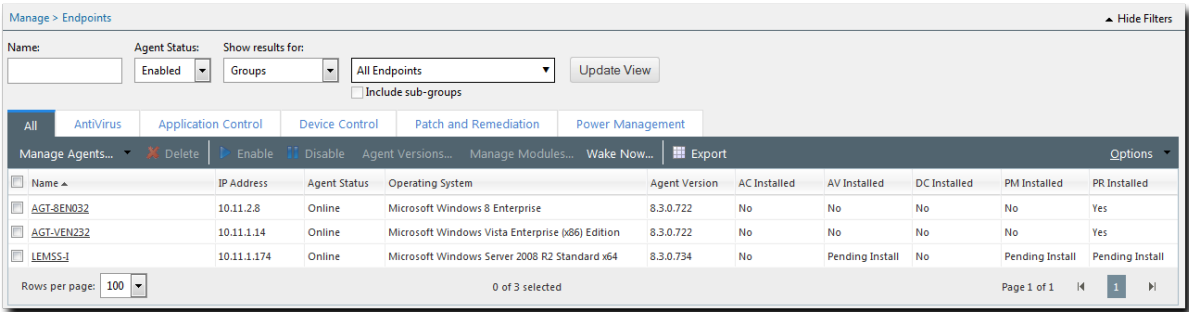 Manage > Endpoints Hide Filters
Name: Agent Status: Show results for:
Enabled Groups All Endpoints Update View
Include sub-groups
All AntiVirus Application Control Device Control Patch and Remediation Power Management
Manage Agents... Delete Enable Disable Agent Versions... Manage Modules... Wake Now... Export Options
Name IP Address Agent Status Operating System Agent Version AC Installed AV Installed DC Installed PM Installed PR Installed
AGT-8EN032 10.11.2.8 Online Microsoft Windows 8 Enterprise 8.3.0.722 No No No No Yes
AGT-VEN232 10.11.1.14 Online Microsoft Windows Vista Enterprise (x86) Edition 8.3.0.722 No No No No Yes
LEMSS-I 10.11.1.174 Online Microsoft Windows Server 2008 R2 Standard x64 8.3.0.734 No Pending Install No Pending Install Pending Install
Rows per page: 100 0 of 3 selected Page 1 of 1 1